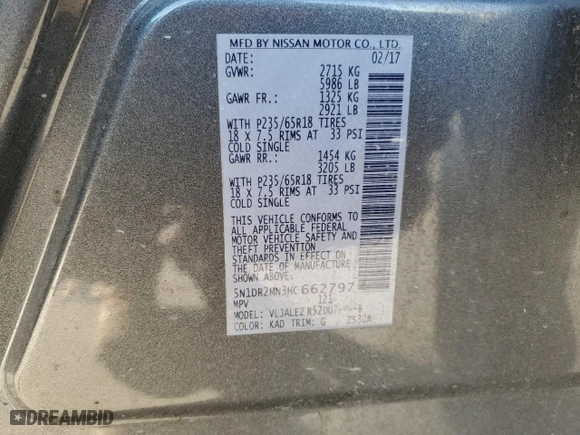 MFD BY NISSAN MOTOR CO., LTD.
DATE: 02/17
GVWR: 2715 KG
5986 LB
GAWR FR.: 1325 KG
2921 LB
WITH P235/65R18 TIRES
18 X 7.5 RIMS AT 33 PSI
COLD SINGLE
GAWR RR.: 1454 KG
3205 LB
WITH P235/65R18 TIRES
18 X 7.5 RIMS AT 33 PSI
COLD SINGLE
THIS VEHICLE CONFORMS TO
ALL APPLICABLE FEDERAL
MOTOR VEHICLE SAFETY AND
THEFT PREVENTION
STANDARDS IN EFFECT ON
THE DATE OF MANUFACTURE
SHOWN ABOVE.
5N1DR2MN3HC662797
MPV 121-
MODEL:
COLOR: KAD TRIM: G
DREAMBID